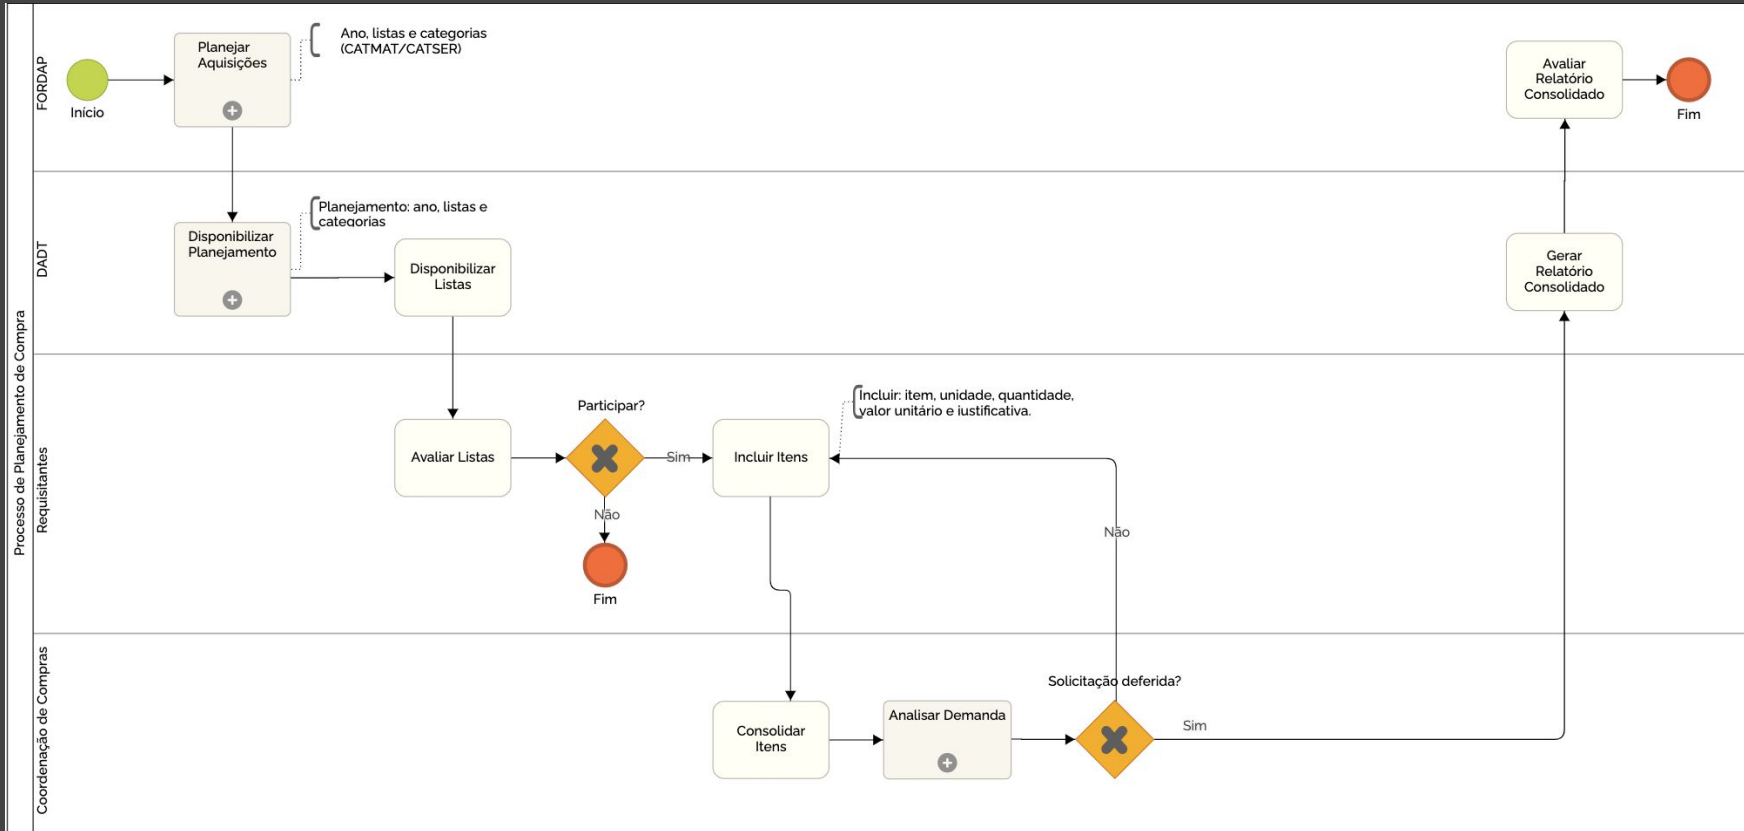 Processo de Planejamento de Compra
FORDAP
Início
Planejar
Aquisições
Ano, listas e categorias
(CATMAT/CATSER)
Avaliar
Relatório
Consolidado
Fim
DADT
Disponibilizar
Planejamento
Planejamento: ano, listas e
categorias
Disponibilizar
Listas
Gerar
Relatório
Consolidado
Requisitantes
Avaliar Listas
Participar?
Sim
Não
Fim
Incluir Itens
Incluir: item, unidade, quantidade,
valor unitário e justificativa.
Não
Coordenação de Compras
Consolidar
Itens
Analisar Demanda
Solicitação deferida?
Sim